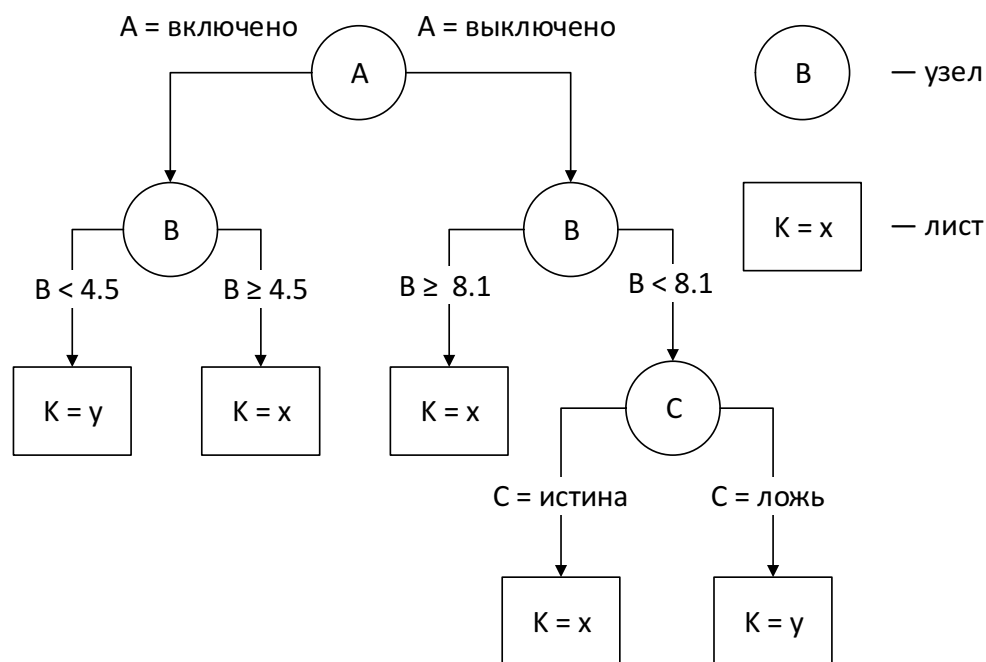 A = включено
A = выключено
A
B
— узел
B
B
K = x
— лист
B < 4.5
B ≥ 4.5
B ≥ 8.1
B < 8.1
K = y
K = x
K = x
C
C = истина
C = ложь
K = x
K = y